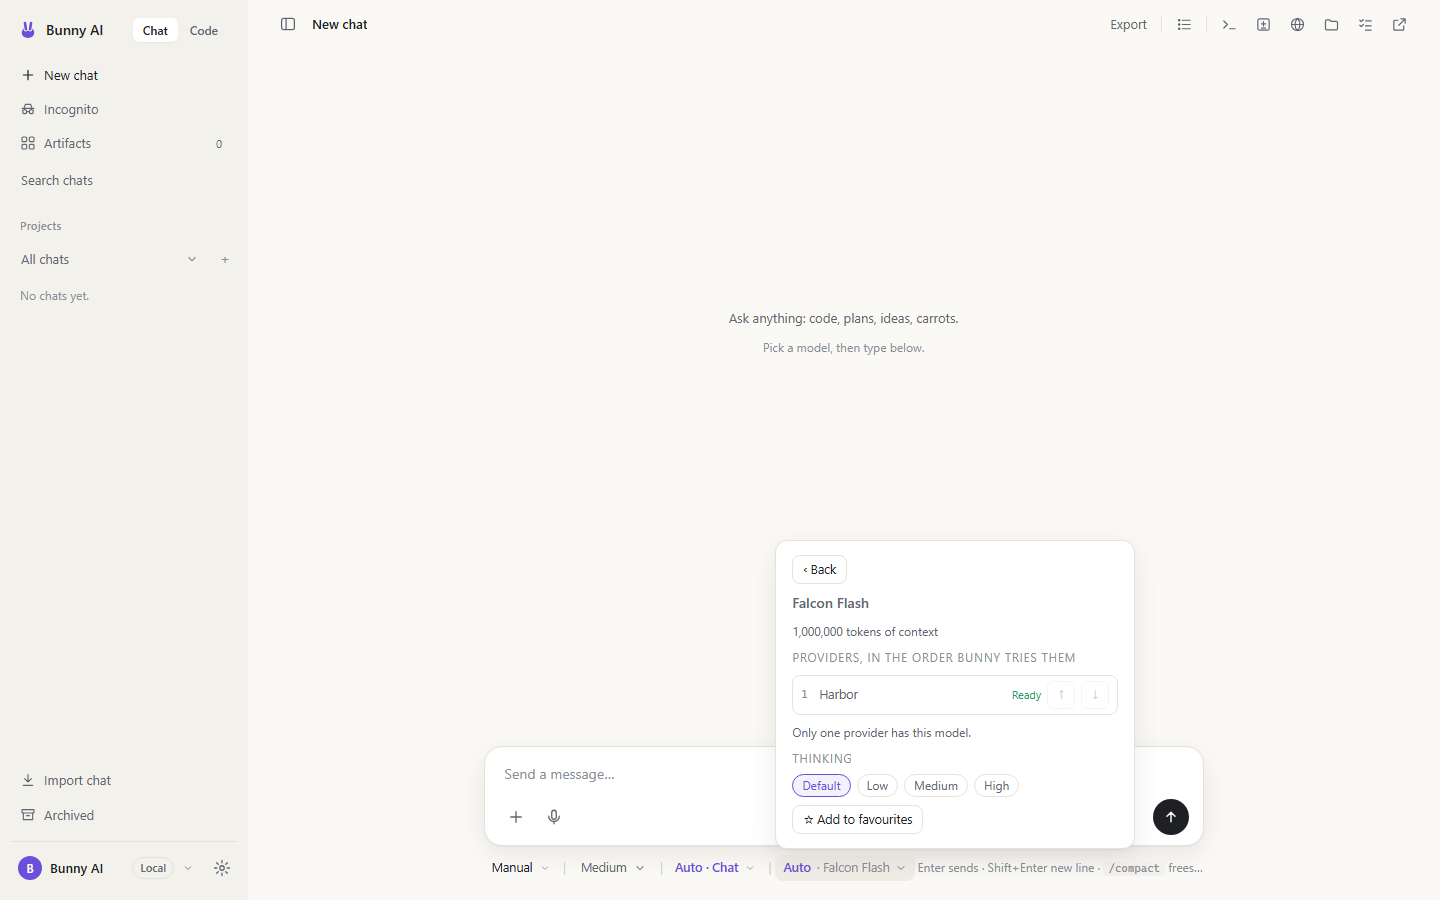 Bunny AI
Chat
Code
New chat
Export
New chat
Incognito
Artifacts
0
Search chats
Projects
All chats
+
No chats yet.
Ask anything: code, plans, ideas, carrots.
Pick a model, then type below.
‹ Back
Falcon Flash
1,000,000 tokens of context
PROVIDERS, IN THE ORDER BUNNY TRIES THEM
1 Harbor Ready ↑ ↓
Only one provider has this model.
THINKING
Default Low Medium High
☆ Add to favourites
Send a message...
Import chat
Archived
B Bunny AI Local
Manual | Medium | Auto · Chat | Auto · Falcon Flash Enter sends · Shift+Enter new line · /compact frees...